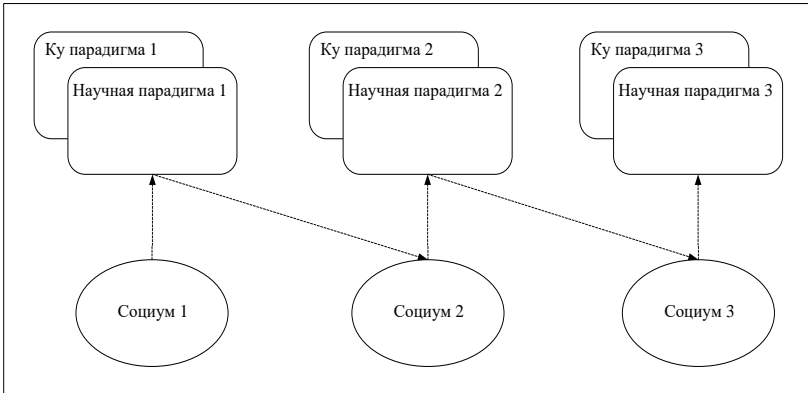 Ку парадигма 1
Научная парадигма 1
Ку парадигма 2
Научная парадигма 2
Ку парадигма 3
Научная парадигма 3
Социум 1
Социум 2
Социум 3